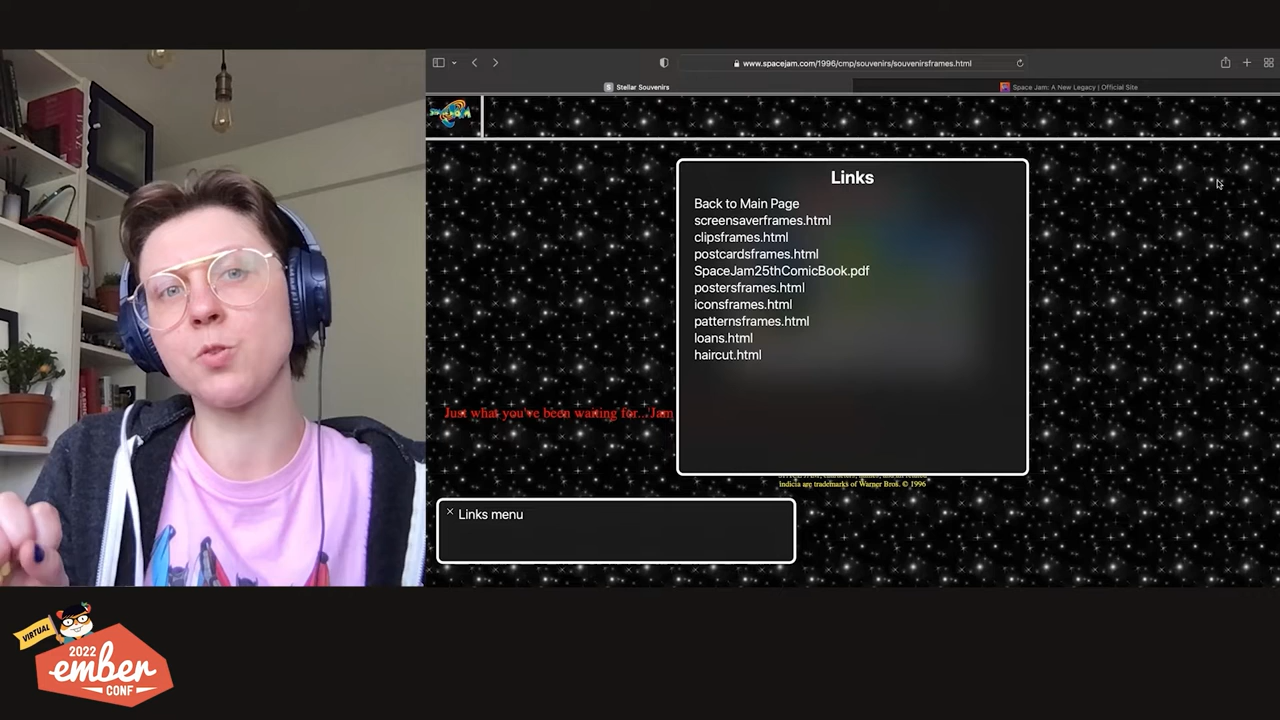 www.spacejam.com/1996/cmp/souvenirs/souvenirsframes.html
S Stellar Souvenirs
Space Jam: A New Legacy | Official Site
Links
Back to Main Page
screensaverframes.html
clipsframes.html
postcardsframes.html
SpaceJam25thComicBook.pdf
postersframes.html
iconsframes.html
patternsframes.html
loans.html
haircut.html
Just what you've been waiting for...'Jam
Indicia are trademarks of Warner Bros. © 1996
× Links menu
VIRTUAL
2022
ember
CONF